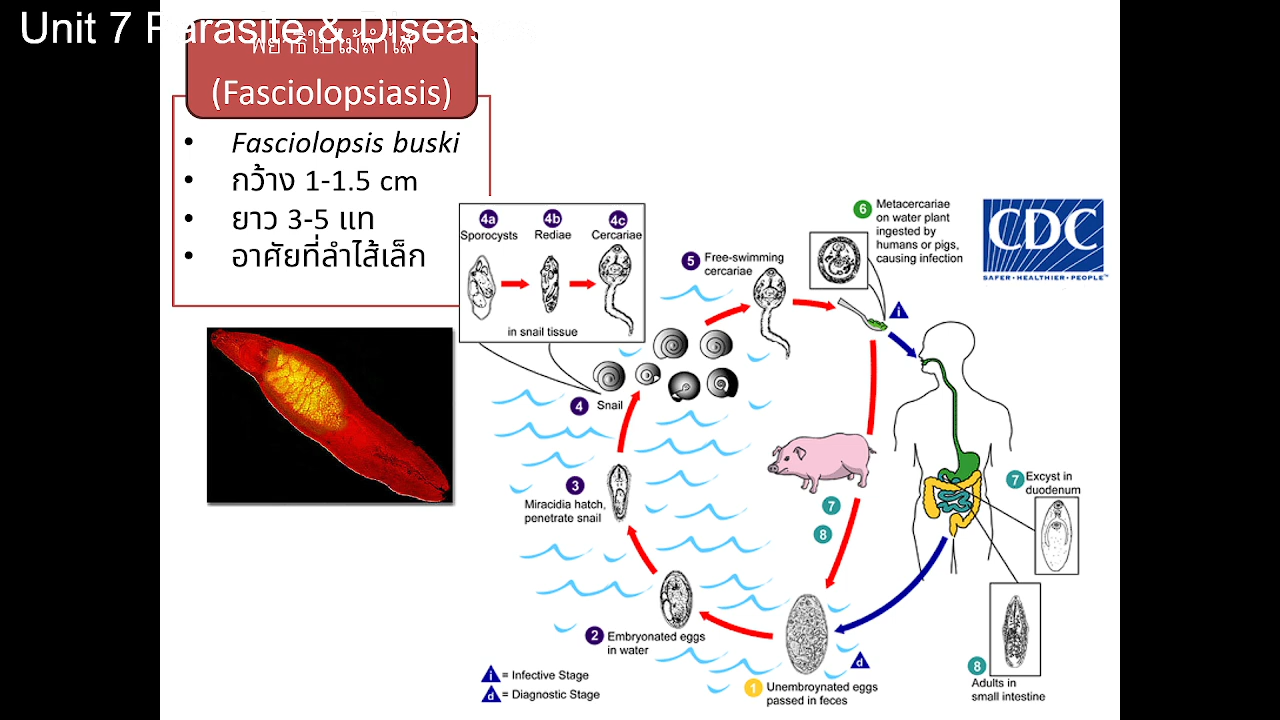 Unit 7 Parasite & Disease
พยาธิใบไม้ลำไส้
(Fasciolopsiasis)
• Fasciolopsis buski
• กว้าง 1-1.5 cm
• ยาว 3-5 แท
• อาศัยที่ลำไส้เล็ก
4a
Sporocysts
4b
Rediae
4c
Cercariae
in snail tissue
5 Free-swimming
cercariae
6 Metacercariae
on water plant
ingested by
humans or pigs,
causing infection
CDC
SAFER • HEALTHIER • PEOPLE™
i
4 Snail
3
Miracidia hatch,
penetrate snail
7
8
7 Excyst in
duodenum
2 Embryonated eggs
in water
d
1 Unembroynated eggs
passed in feces
8
Adults in
small intestine
i = Infective Stage
d = Diagnostic Stage